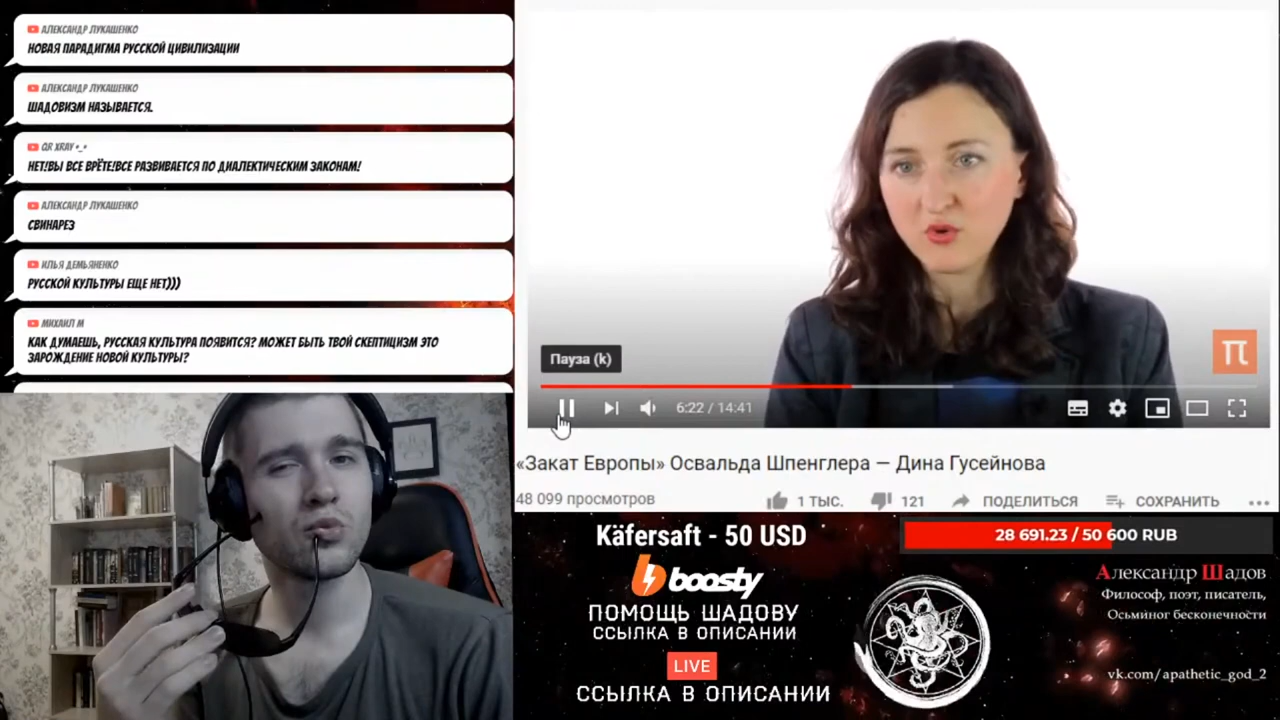 АЛЕКСАНДР ЛУКАШЕНКО
НОВАЯ ПАРАДИГМА РУССКОЙ ЦИВИЛИЗАЦИИ
АЛЕКСАНДР ЛУКАШЕНКО
ШАДОВИЗМ НАЗЫВАЕТСЯ.
QR XRAY •_•
НЕТ!ВЫ ВСЕ ВРЁТЕ!ВСЕ РАЗВИВАЕТСЯ ПО ДИАЛЕКТИЧЕСКИМ ЗАКОНАМ!
АЛЕКСАНДР ЛУКАШЕНКО
СВИНАРЕЗ
ИЛЬЯ ДЕМЬЯНЕНКО
РУССКОЙ КУЛЬТУРЫ ЕЩЕ НЕТ)))
МИХАИЛ М
КАК ДУМАЕШЬ, РУССКАЯ КУЛЬТУРА ПОЯВИТСЯ? МОЖЕТ БЫТЬ ТВОЙ СКЕПТИЦИЗМ ЭТО
ЗАРОЖДЕНИЕ НОВОЙ КУЛЬТУРЫ?
π
Пауза (k)
6:22 / 14:41
«Закат Европы» Освальда Шпенглера — Дина Гусейнова
48 099 просмотров
1 ТЫС.
121
ПОДЕЛИТЬСЯ
СОХРАНИТЬ
Käfersaft - 50 USD
boosty
ПОМОЩЬ ШАДОВУ
ССЫЛКА В ОПИСАНИИ
LIVE
ССЫЛКА В ОПИСАНИИ
28 691.23 / 50 600 RUB
Александр Шадов
Философ, поэт, писатель,
Осьминог бесконечности
vk.com/apathetic_god_2